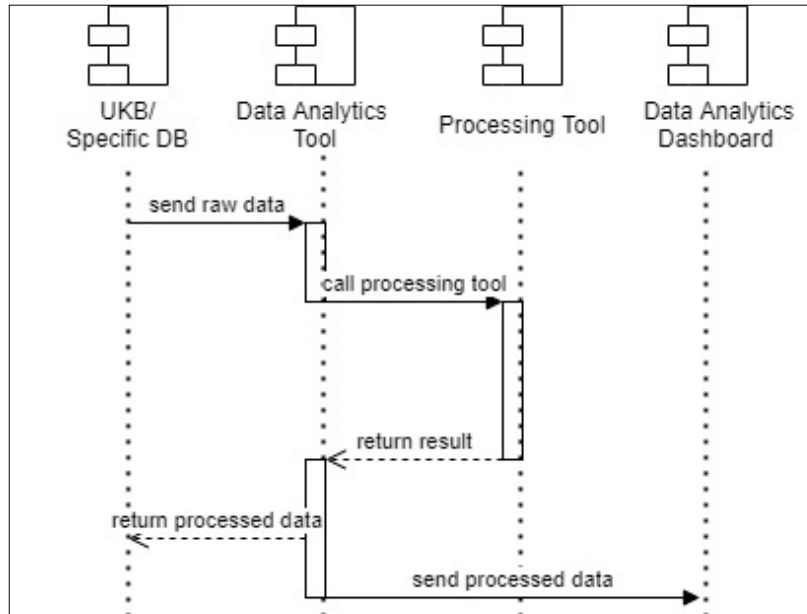 UKB/
Specific DB
Data Analytics
Tool
Processing Tool
Data Analytics
Dashboard
send raw data
call processing tool
return result
return processed data
send processed data